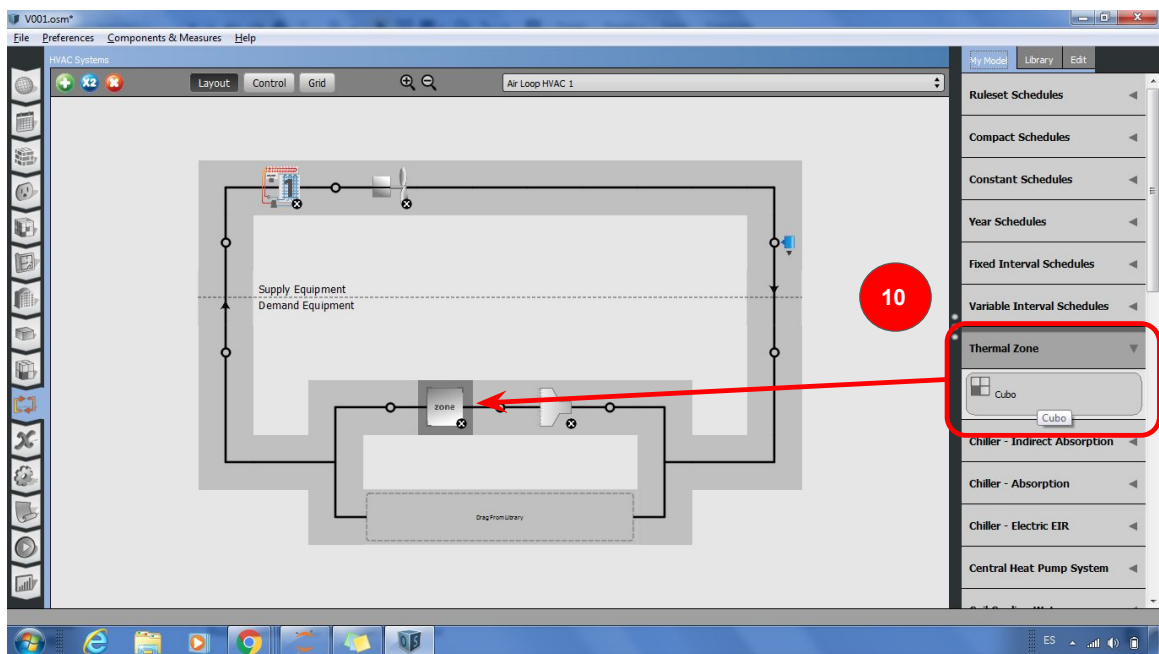 V001.osm*
File Preferences Components & Measures Help
HVAC Systems
My Model Library Edit
x2
Layout Control Grid
Air Loop HVAC 1
Ruleset Schedules
Compact Schedules
Constant Schedules
Year Schedules
Fixed Interval Schedules
Variable Interval Schedules
Thermal Zone
Cubo
Cubo
Chiller - Indirect Absorption
Chiller - Absorption
Chiller - Electric EIR
Central Heat Pump System
1
Supply Equipment
Demand Equipment
10
zone
Drag From Library
ES